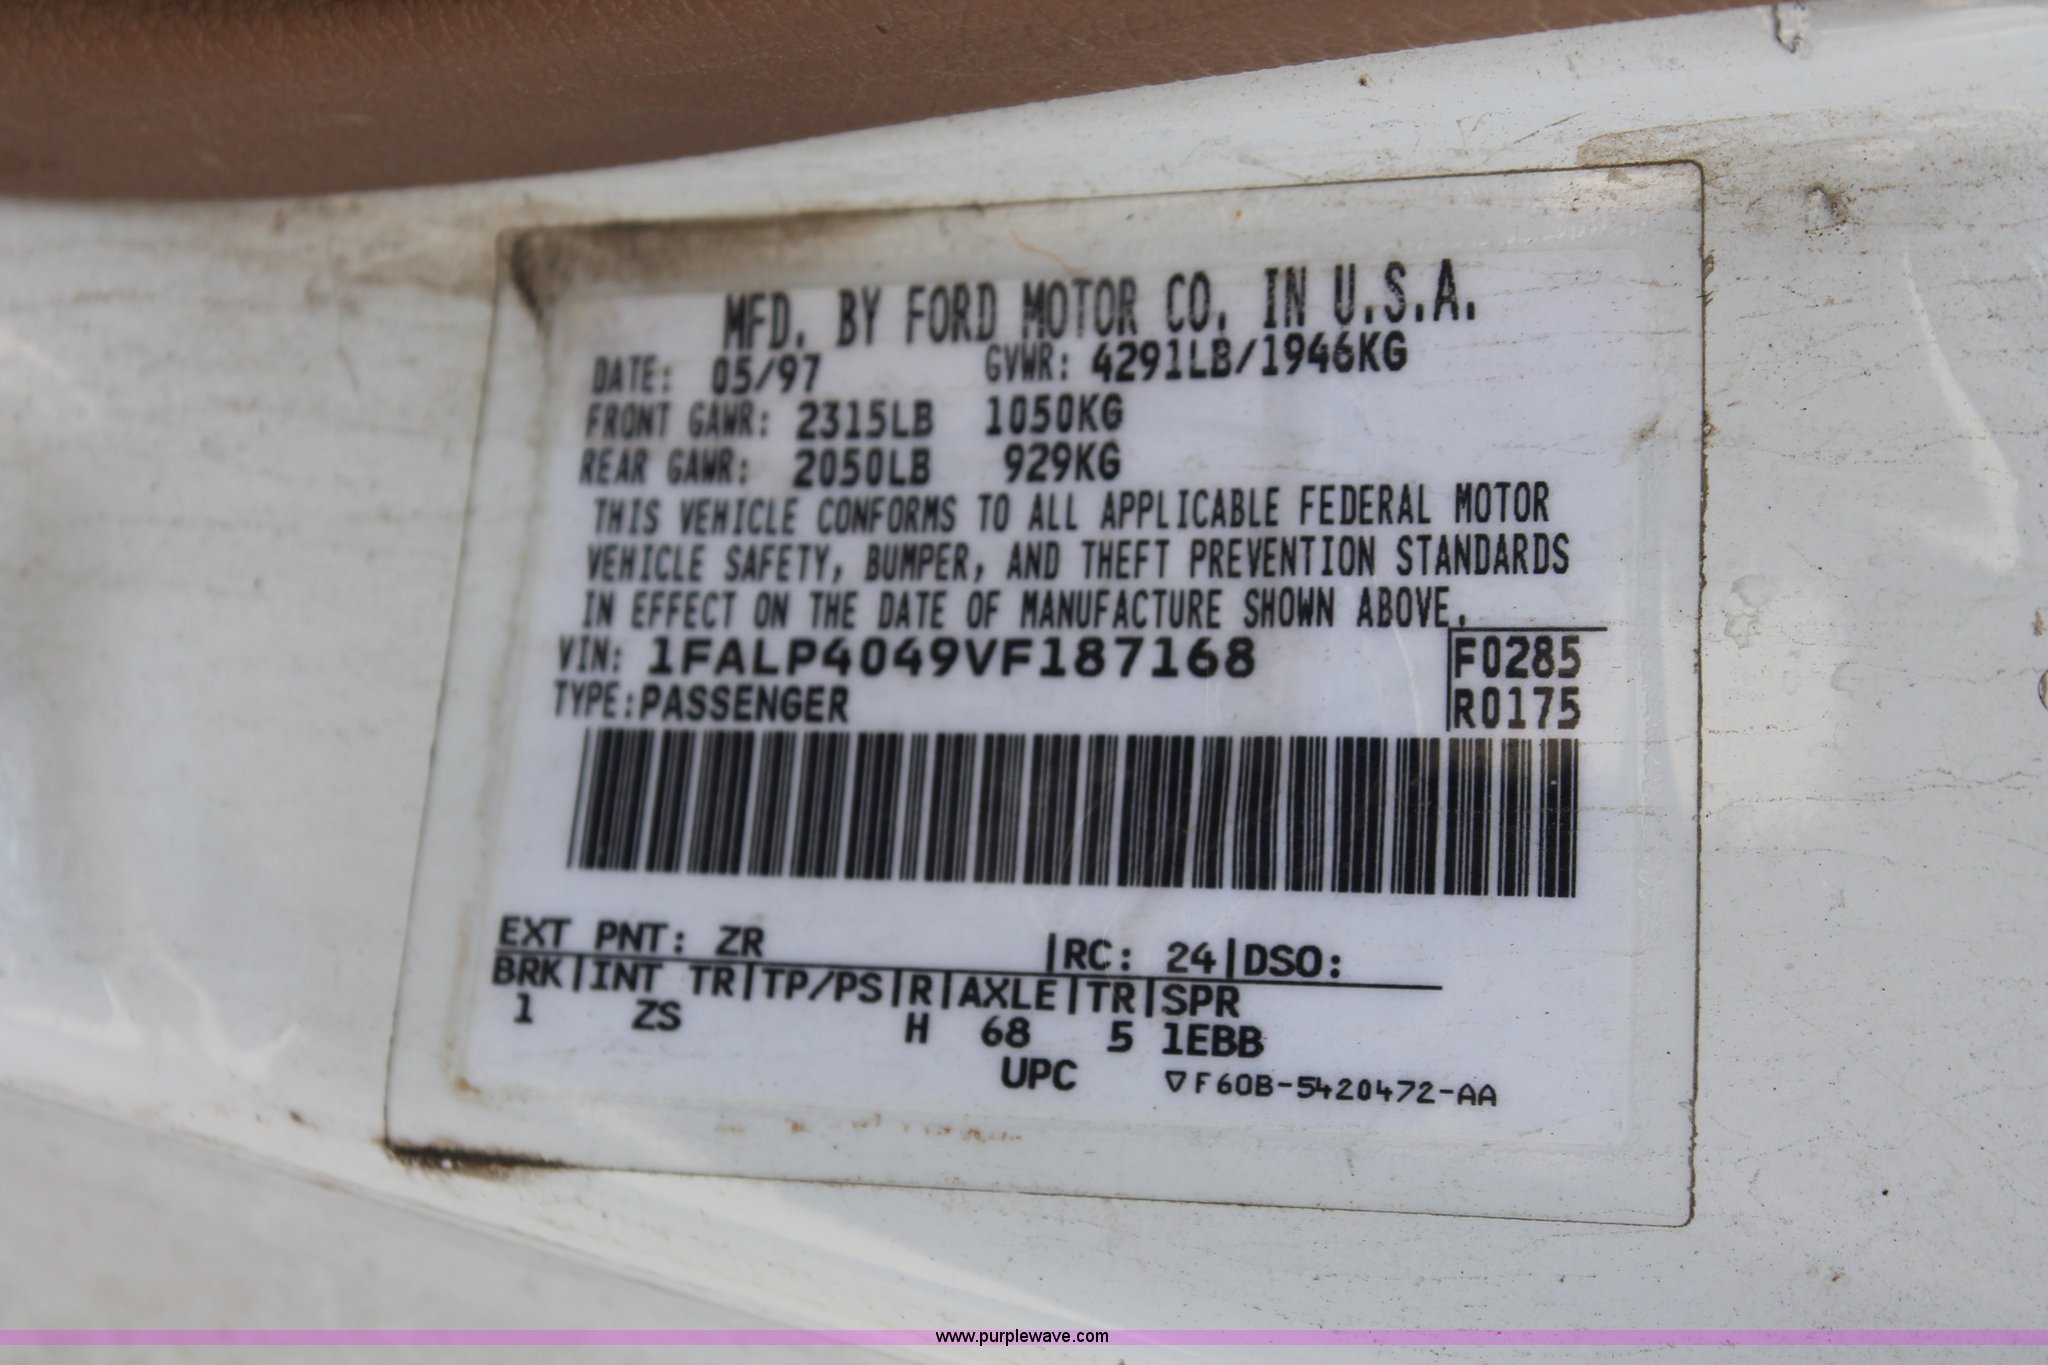 MFD. BY FORD MOTOR CO. IN U.S.A.
DATE: 05/97 GVWR: 4291LB/1946KG
FRONT GAWR: 2315LB 1050KG
REAR GAWR: 2050LB 929KG
THIS VEHICLE CONFORMS TO ALL APPLICABLE FEDERAL MOTOR
VEHICLE SAFETY, BUMPER, AND THEFT PREVENTION STANDARDS
IN EFFECT ON THE DATE OF MANUFACTURE SHOWN ABOVE.
VIN: 1FALP4049VF187168 F0285
TYPE:PASSENGER R0175
EXT PNT: ZR |RC: 24|DSO:
BRK|INT TR|TP/PS|R|AXLE|TR|SPR
1 ZS H 68 5 1EBB
UPC ▽F60B-5420472-AA
www.purplewave.com